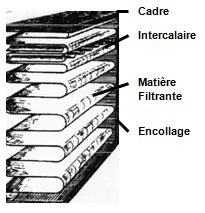 Cadre
Intercalaire
Matière
Filtrante
Encollage